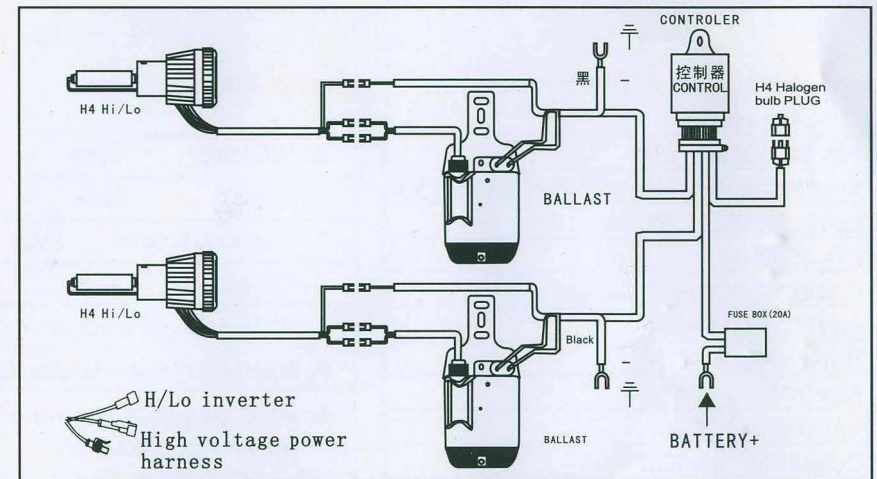 CONTROLER
控制器
CONTROL
H4 Halogen
bulb PLUG
黑
–
H4 Hi/Lo
BALLAST
H4 Hi/Lo
FUSE BOX(20A)
Black
–
H/Lo inverter
High voltage power
harness
BALLAST
BATTERY+